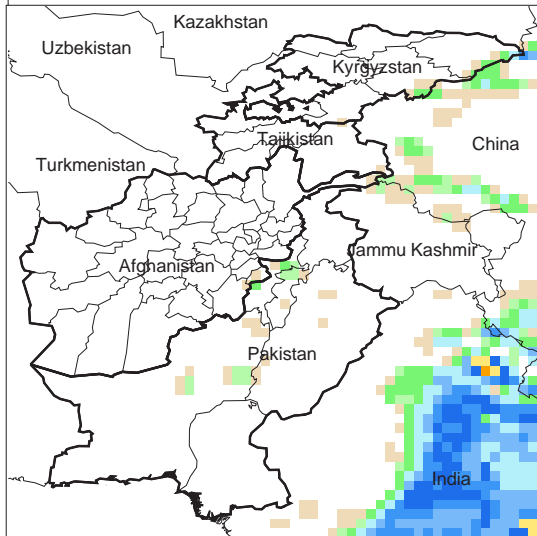 Kazakhstan
Uzbekistan
Kyrgyzstan
Tajikistan
China
Turkmenistan
Jammu Kashmir
Afghanistan
Pakistan
India